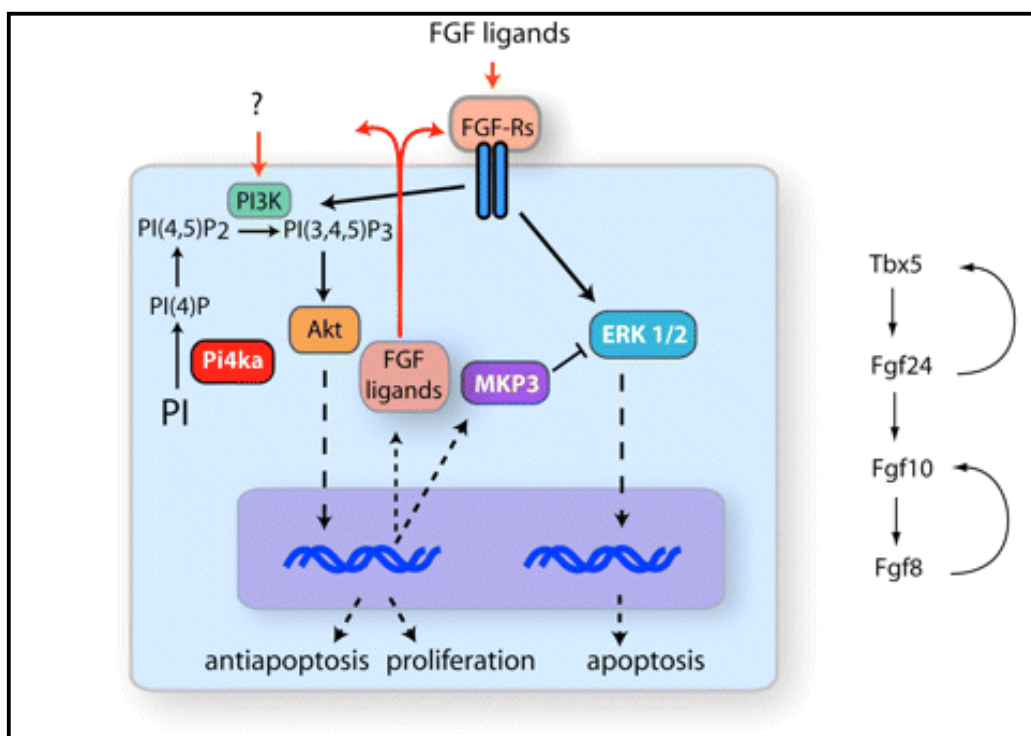 FGF ligands
?
FGF-Rs
PI3K
PI(4,5)P2
PI(3,4,5)P3
PI(4)P
Pi4ka
PI
Akt
FGF
ligands
MKP3
ERK 1/2
antiapoptosis
proliferation
apoptosis
Tbx5
Fgf24
Fgf10
Fgf8